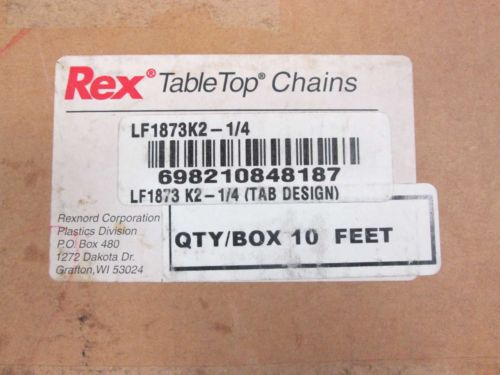 Rex® TableTop® Chains
LF1873K2-1/4
698210848187
LF1873 K2-1/4 (TAB DESIGN)
Rexnord Corporation
Plastics Division
P.O. Box 480
1272 Dakota Dr.
Grafton, WI 53024
QTY/BOX 10 FEET